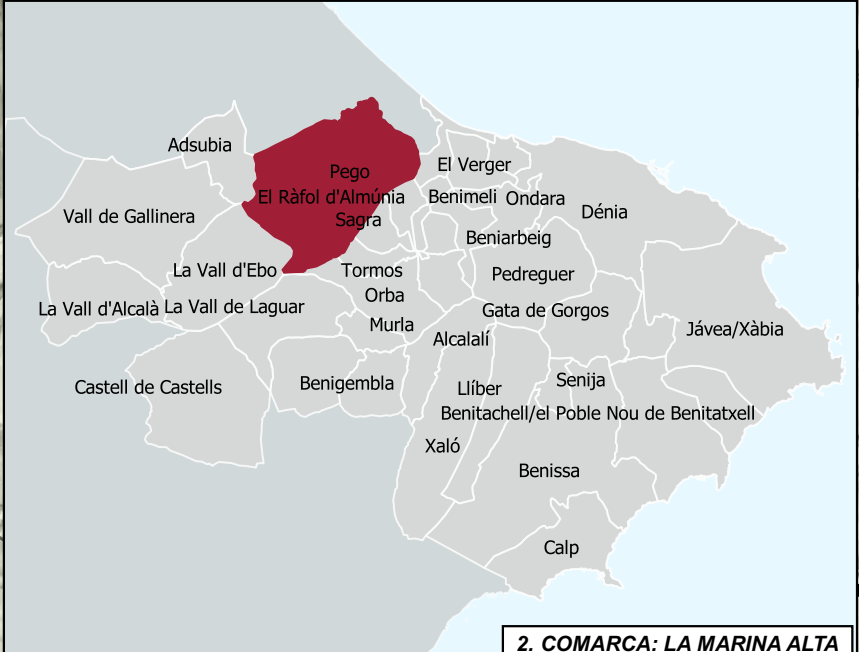 Adsubia
El Verger
Pego
El Ràfol d'Almúnia
Benimeli
Ondara
Dénia
Vall de Gallinera
Sagra
Beniarbeig
La Vall d'Ebo
Tormos
Pedreguer
Orba
La Vall d'Alcalà
La Vall de Laguar
Gata de Gorgos
Murla
Jávea/Xàbia
Alcalalí
Castell de Castells
Benigembla
Llíber
Senija
Benitachell/el Poble Nou de Benitatxell
Xaló
Benissa
Calp
2. COMARCA: LA MARINA ALTA